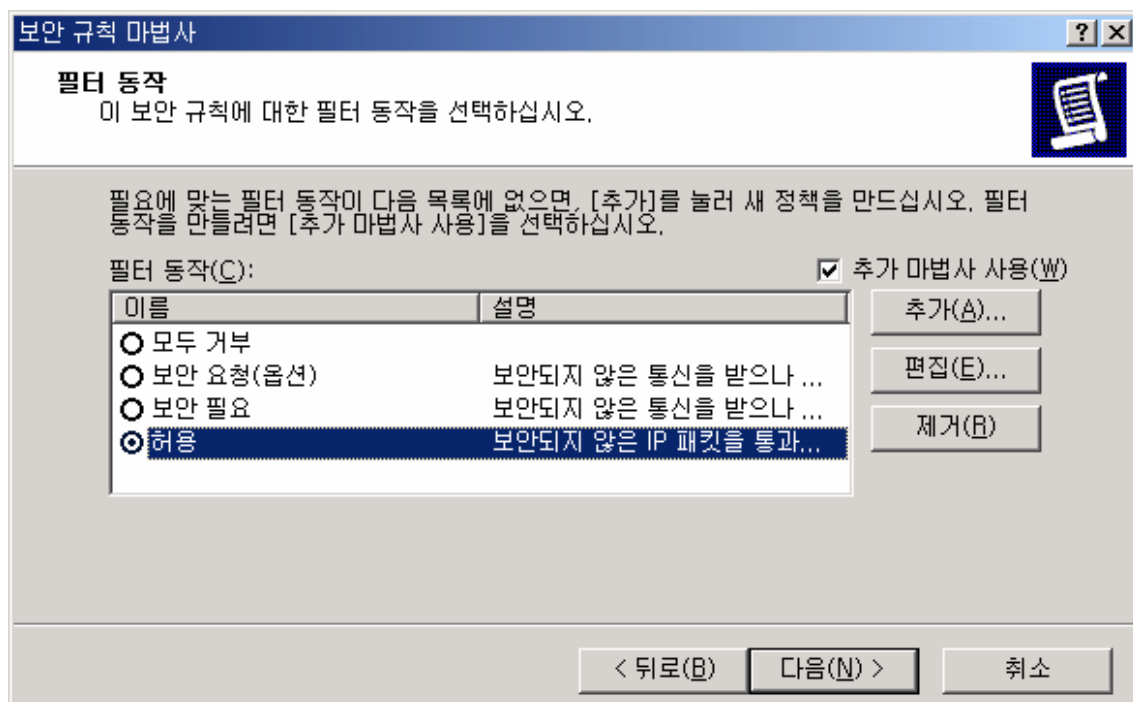 보안 규칙 마법사
필터 동작
이 보안 규칙에 대한 필터 동작을 선택하십시오.
필요에 맞는 필터 동작이 다음 목록에 없으면, [추가]를 눌러 새 정책을 만드십시오. 필터
동작을 만들려면 [추가 마법사 사용]을 선택하십시오.
필터 동작(C): 추가 마법사 사용(W)
이름 설명 추가(A)...
모두 거부
보안 요청(옵션) 보안되지 않은 통신을 받으나 ... 편집(E)...
보안 필요 보안되지 않은 통신을 받으나 ... 제거(R)
허용 보안되지 않은 IP 패킷을 통과...
< 뒤로(B) 다음(N) > 취소